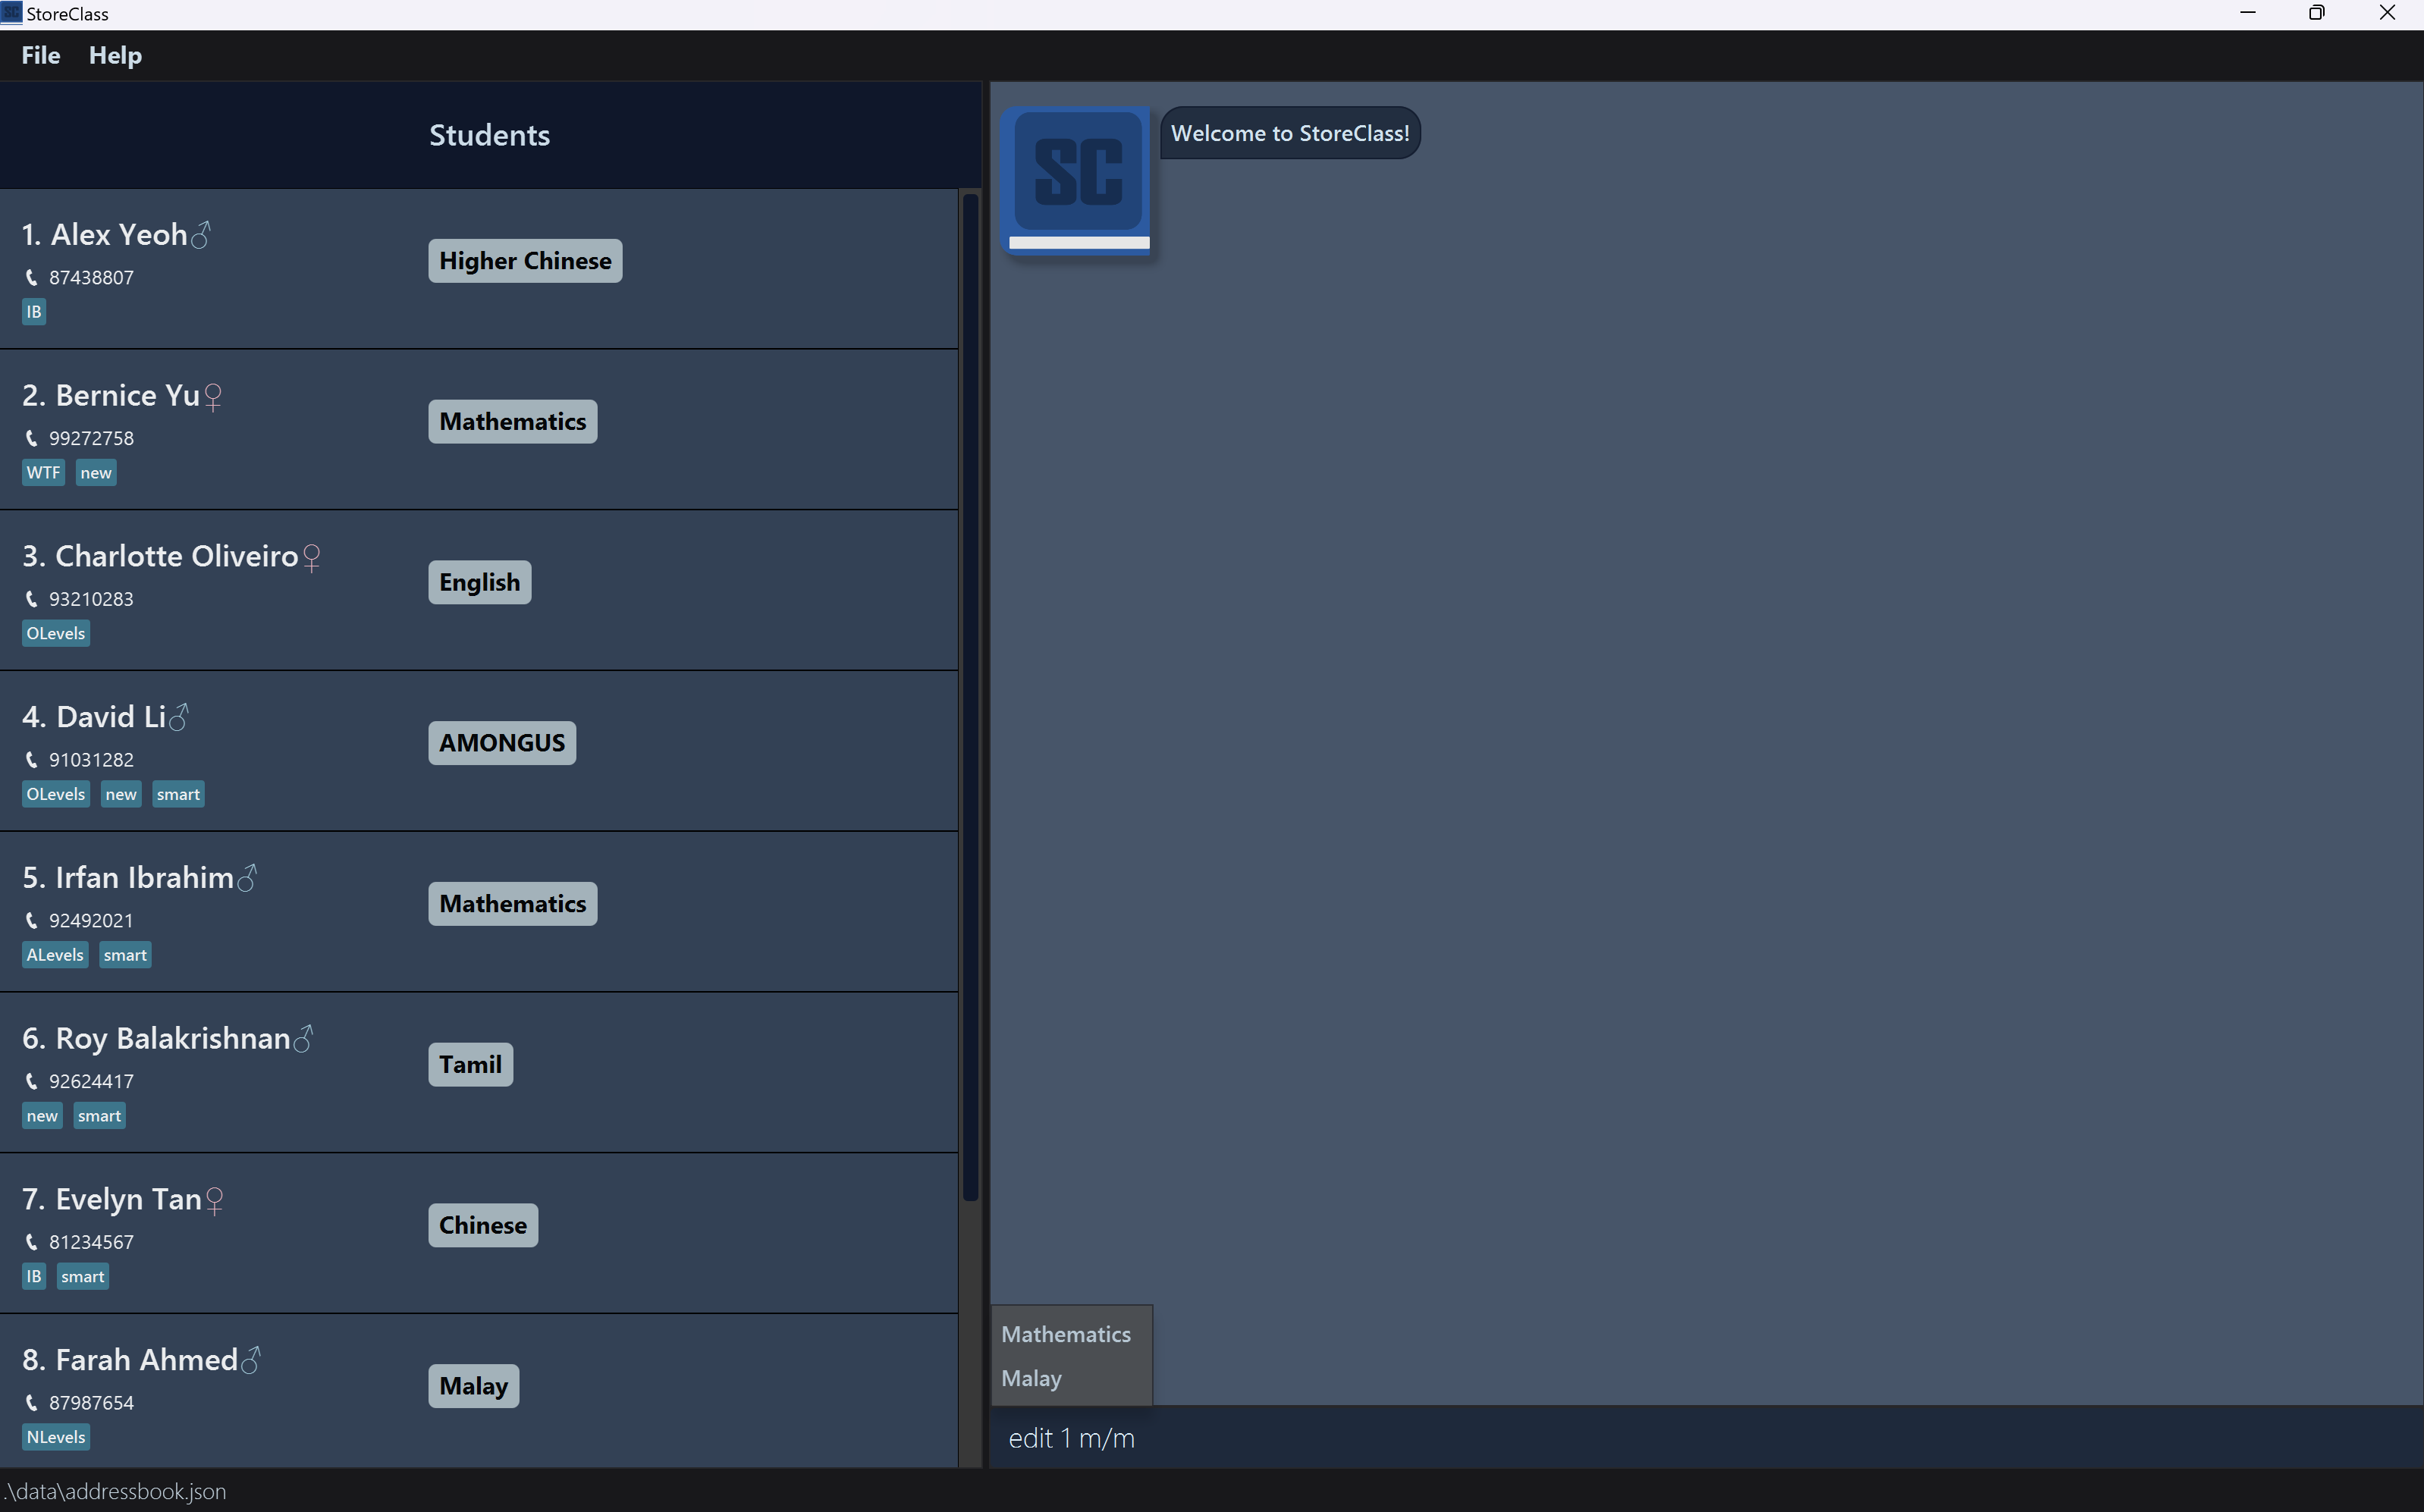 SC StoreClass
File Help
Students
1. Alex Yeoh♂
87438807
IB
Higher Chinese
2. Bernice Yu♀
99272758
WTF new
Mathematics
3. Charlotte Oliveiro♀
93210283
OLevels
English
4. David Li♂
91031282
OLevels new smart
AMONGUS
5. Irfan Ibrahim♂
92492021
ALevels smart
Mathematics
6. Roy Balakrishnan♂
92624417
new smart
Tamil
7. Evelyn Tan♀
81234567
IB smart
Chinese
8. Farah Ahmed♂
87987654
NLevels
Malay
SC
Welcome to StoreClass!
Mathematics
Malay
edit 1 m/m
.\data\addressbook.json